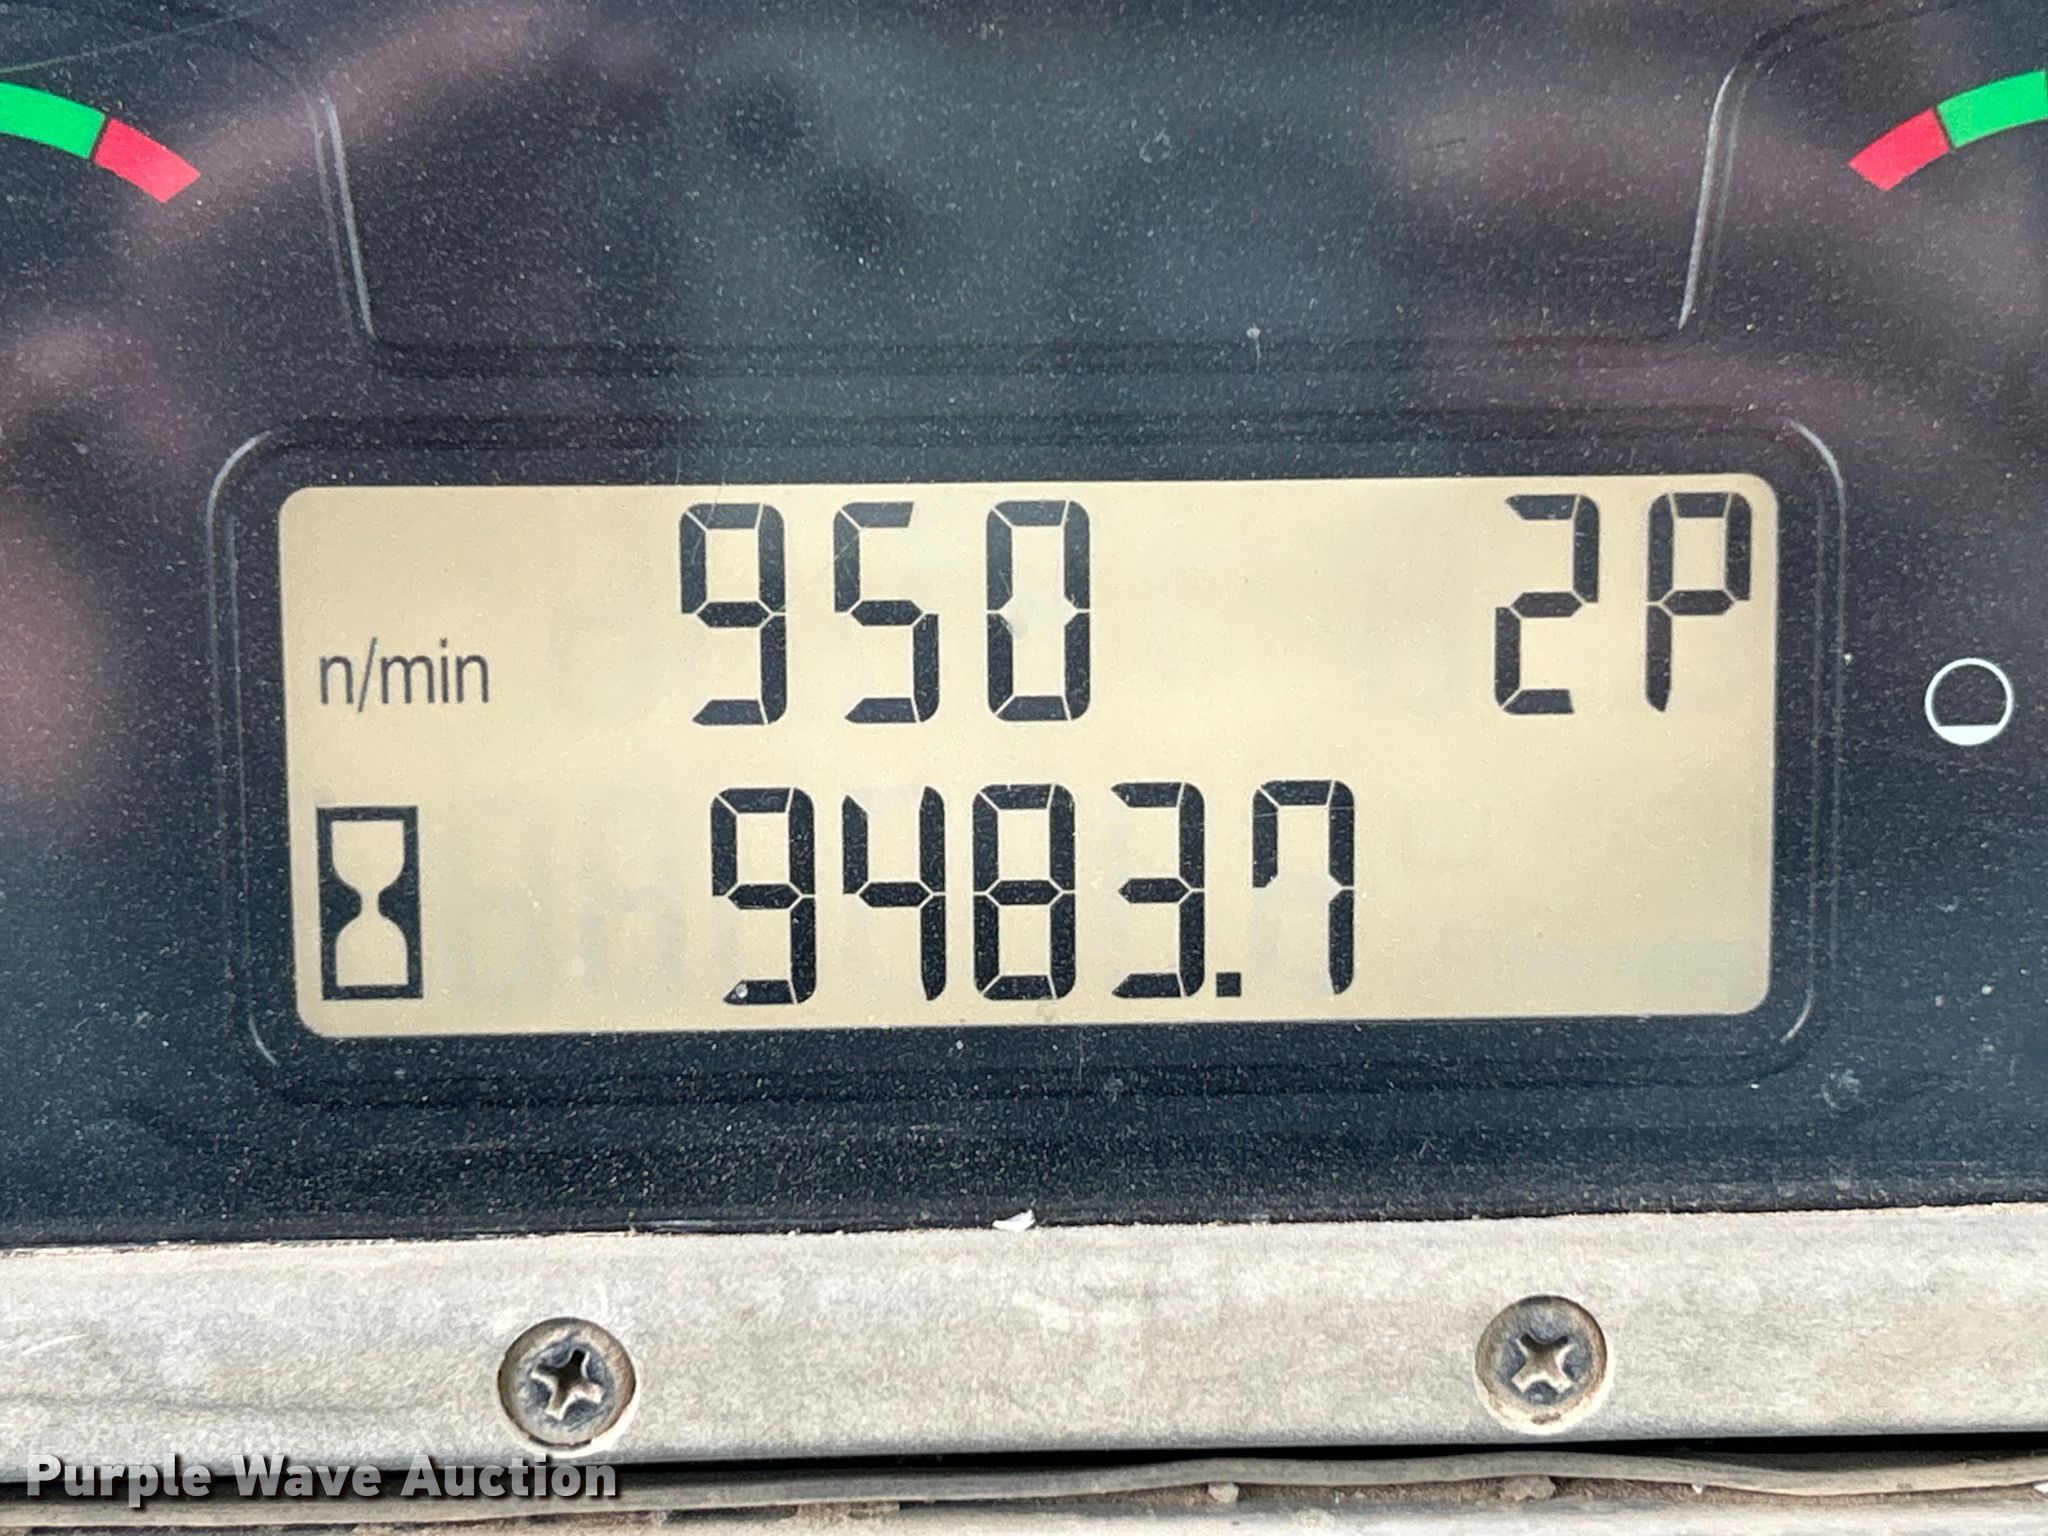 950 2P
n/min
9483.7
Purple Wave Auction